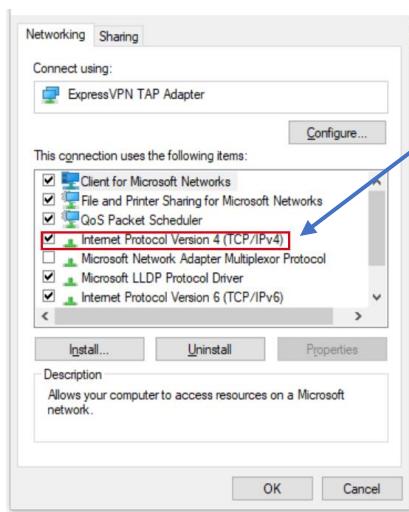 Networking Sharing
Connect using:
ExpressVPN TAP Adapter
Configure...
This connection uses the following items:
Client for Microsoft Networks
File and Printer Sharing for Microsoft Networks
QoS Packet Scheduler
Internet Protocol Version 4 (TCP/IPv4)
Microsoft Network Adapter Multiplexor Protocol
Microsoft LLDP Protocol Driver
Internet Protocol Version 6 (TCP/IPv6)
Install... Uninstall Properties
Description
Allows your computer to access resources on a Microsoft
network.
OK Cancel